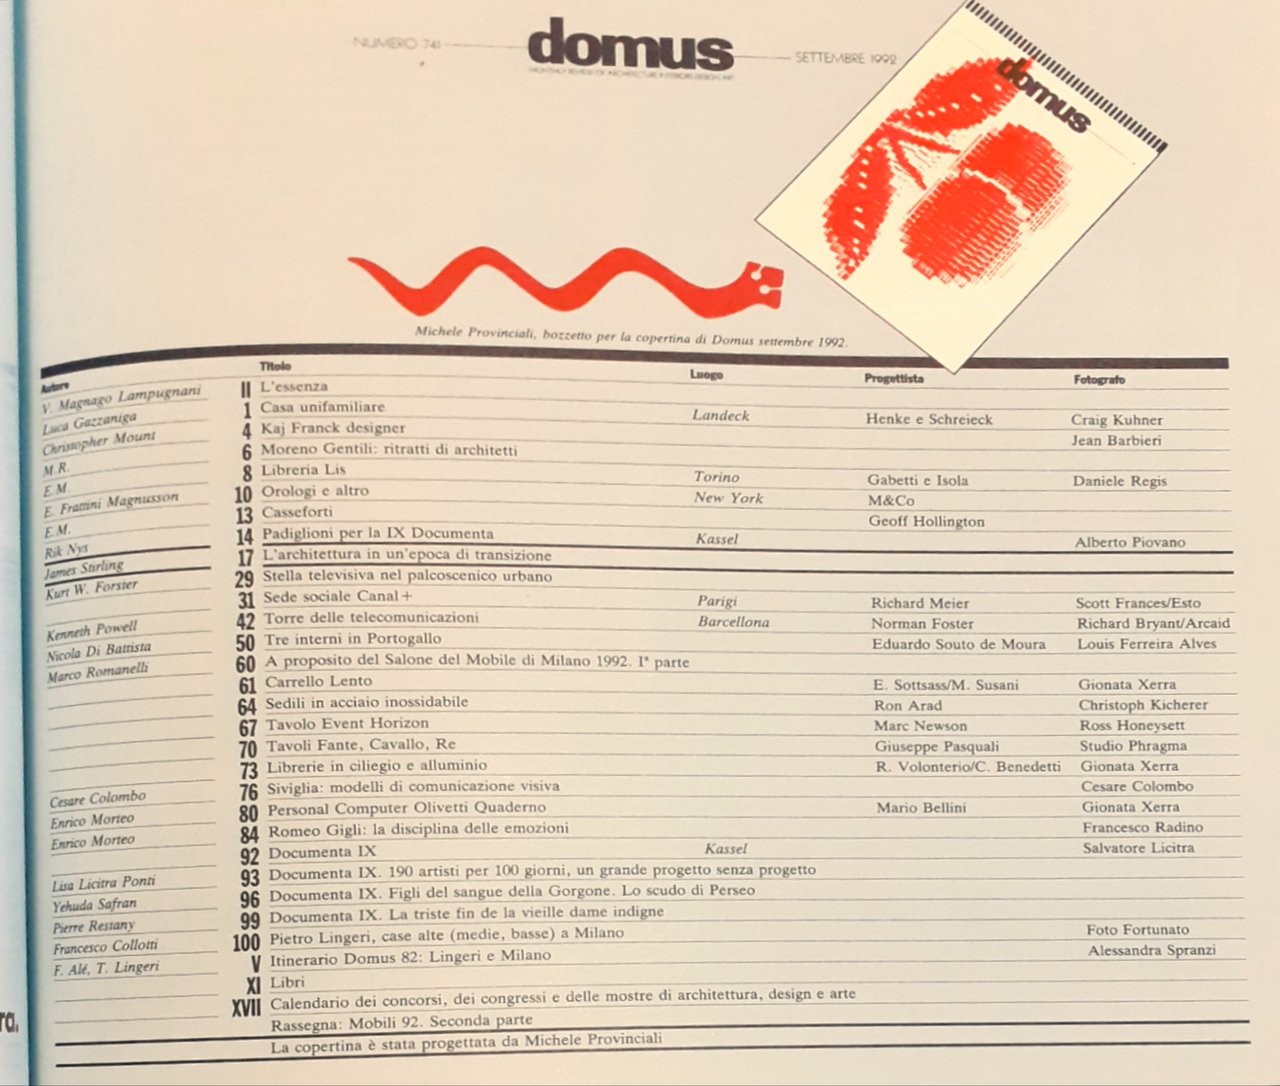 NUMERO 741 domus SETTEMBRE 1992
MONTHLY REVIEW OF ARCHITECTURE INTERIORS DESIGN ART
domus
Michele Provinciali, bozzetto per la copertina di Domus settembre 1992.
Autore Titolo Luogo Progettista Fotografo
V. Magnago Lampugnani II L'essenza
Luca Gazzaniga 1 Casa unifamiliare Landeck Henke e Schreieck Craig Kuhner
Christopher Mount 4 Kaj Franck designer Jean Barbieri
M.R. 6 Moreno Gentili: ritratti di architetti
E.M. 8 Libreria Lis Torino Gabetti e Isola Daniele Regis
E. Frattini Magnusson 10 Orologi e altro New York M&Co
E.M. 13 Casseforti Geoff Hollington
Rik Nys 14 Padiglioni per la IX Documenta Kassel Alberto Piovano
James Stirling 17 L'architettura in un'epoca di transizione
Kurt W. Forster 29 Stella televisiva nel palcoscenico urbano
31 Sede sociale Canal+ Parigi Richard Meier Scott Frances/Esto
Kenneth Powell 42 Torre delle telecomunicazioni Barcellona Norman Foster Richard Bryant/Arcaid
Nicola Di Battista 50 Tre interni in Portogallo Eduardo Souto de Moura Louis Ferreira Alves
Marco Romanelli 60 A proposito del Salone del Mobile di Milano 1992. Iª parte
61 Carrello Lento E. Sottsass/M. Susani Gionata Xerra
64 Sedili in acciaio inossidabile Ron Arad Christoph Kicherer
67 Tavolo Event Horizon Marc Newson Ross Honeysett
70 Tavoli Fante, Cavallo, Re Giuseppe Pasquali Studio Phragma
73 Librerie in ciliegio e alluminio R. Volonterio/C. Benedetti Gionata Xerra
Cesare Colombo 76 Siviglia: modelli di comunicazione visiva Cesare Colombo
Enrico Morteo 80 Personal Computer Olivetti Quaderno Mario Bellini Gionata Xerra
Enrico Morteo 84 Romeo Gigli: la disciplina delle emozioni Francesco Radino
92 Documenta IX Kassel Salvatore Licitra
Lisa Licitra Ponti 93 Documenta IX. 190 artisti per 100 giorni, un grande progetto senza progetto
Yehuda Safran 96 Documenta IX. Figli del sangue della Gorgone. Lo scudo di Perseo
Pierre Restany 99 Documenta IX. La triste fin de la vieille dame indigne
Francesco Collotti 100 Pietro Lingeri, case alte (medie, basse) a Milano Foto Fortunato
F. Alé, T. Lingeri V Itinerario Domus 82: Lingeri e Milano Alessandra Spranzi
XI Libri
XVII Calendario dei concorsi, dei congressi e delle mostre di architettura, design e arte
Rassegna: Mobili 92. Seconda parte
La copertina è stata progettata da Michele Provinciali
ra.